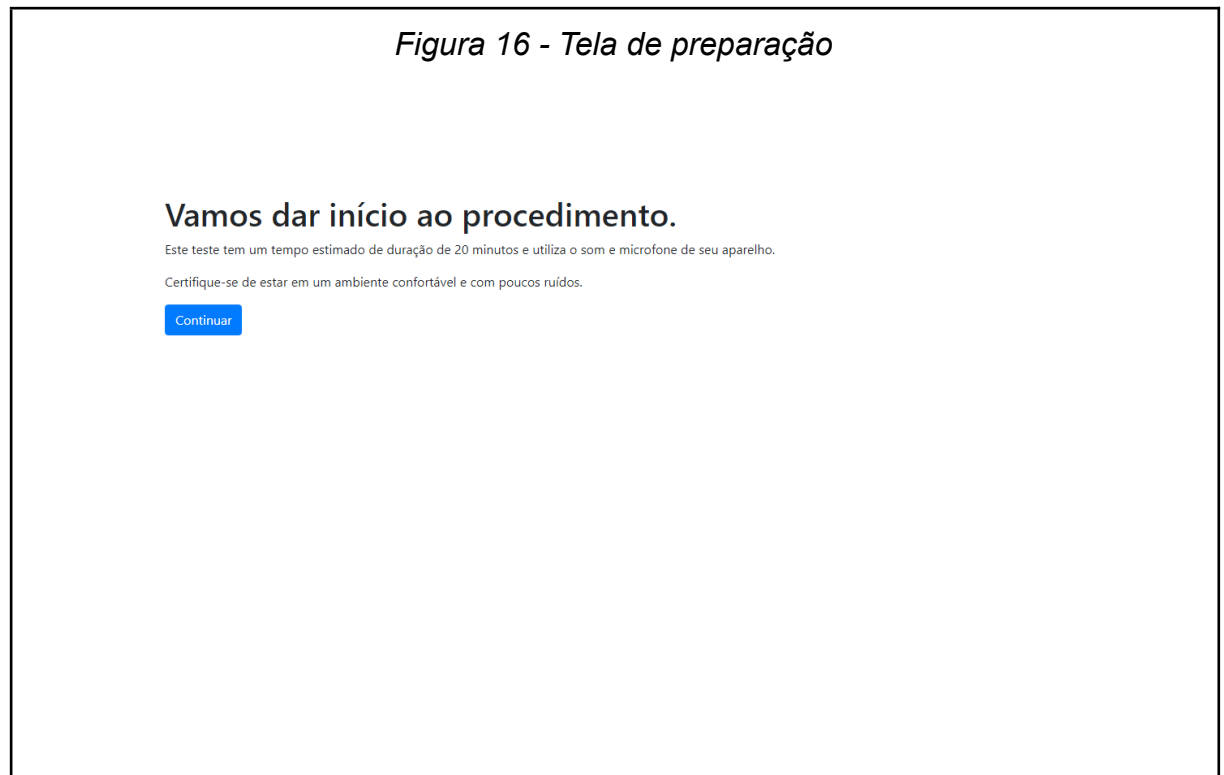 Figura 16 - Tela de preparação
Vamos dar início ao procedimento.
Este teste tem um tempo estimado de duração de 20 minutos e utiliza o som e microfone de seu aparelho.
Certifique-se de estar em um ambiente confortável e com poucos ruídos.
Continuar